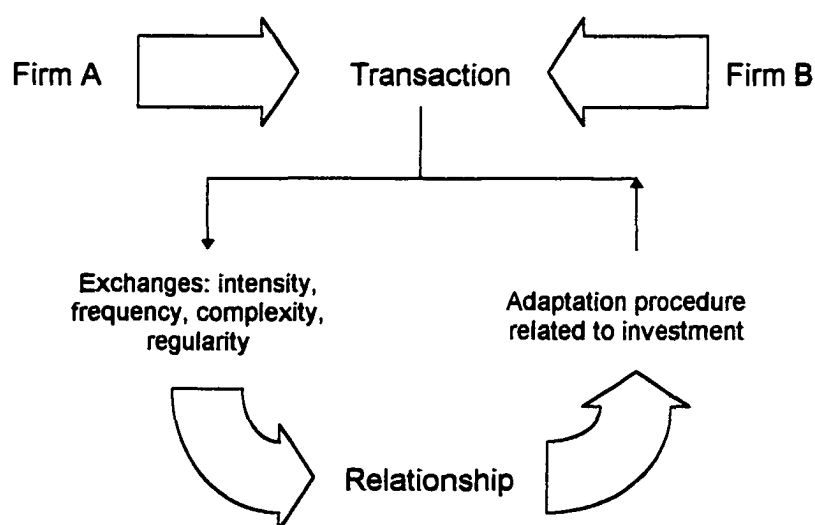 Firm A
Transaction
Firm B
Exchanges: intensity,
frequency, complexity,
regularity
Adaptation procedure
related to investment
Relationship